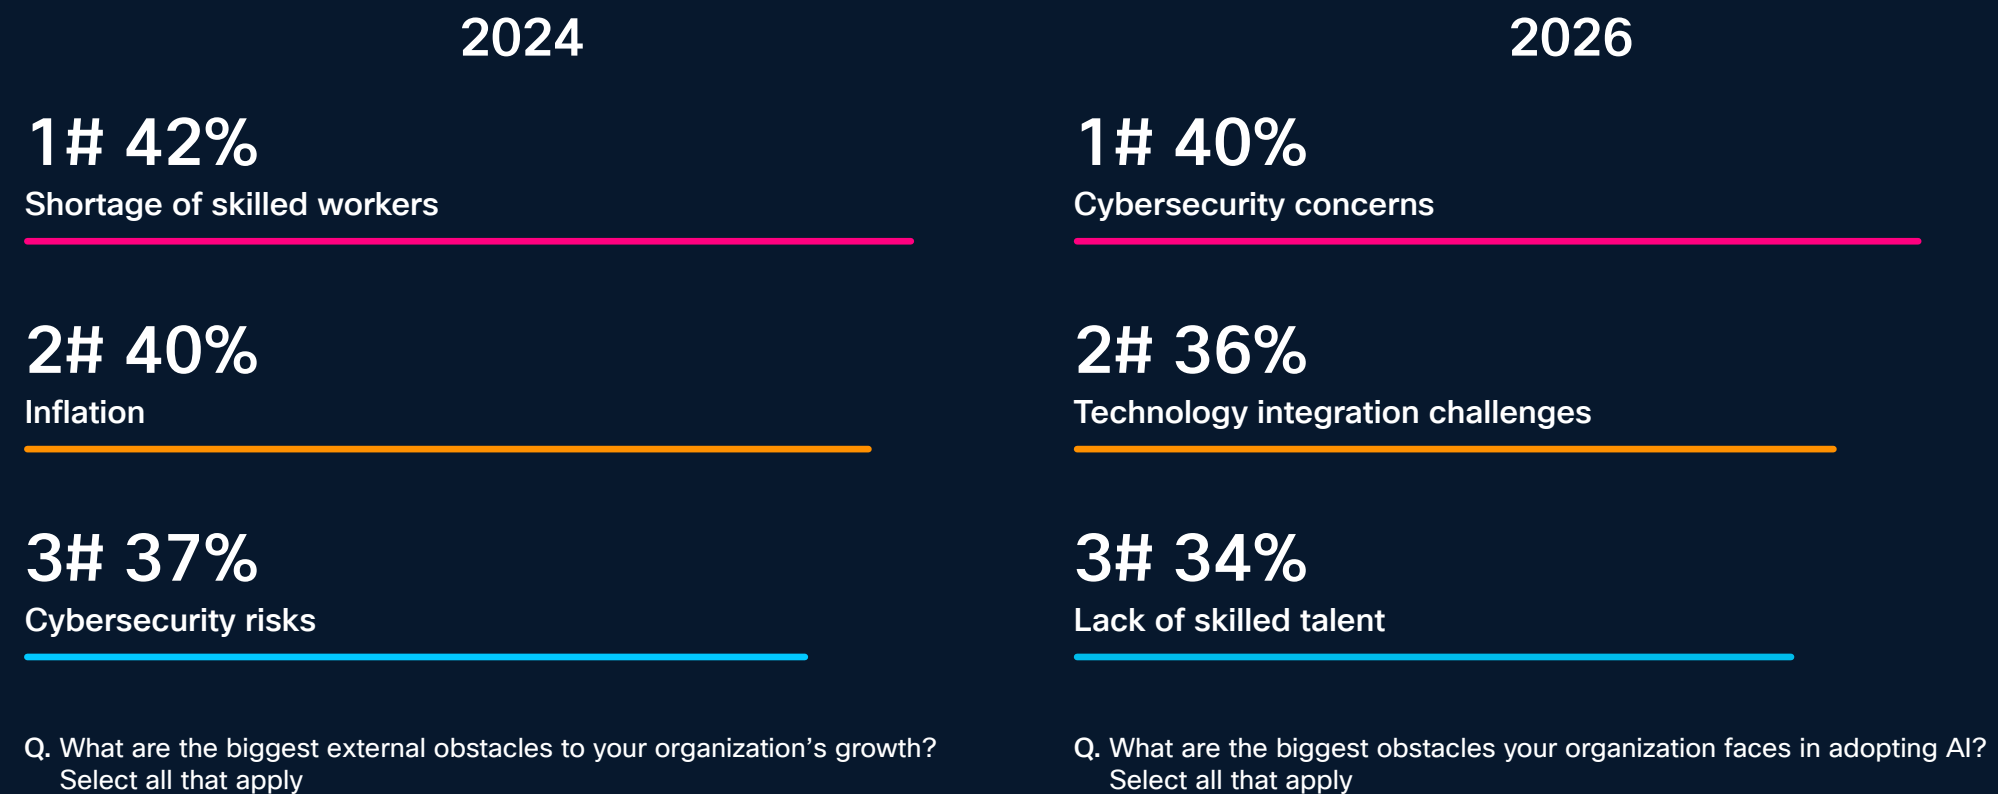 2024
1# 42%
Shortage of skilled workers
2# 40%
Inflation
3# 37%
Cybersecurity risks
Q. What are the biggest external obstacles to your organization’s growth?
Select all that apply
2026
1# 40%
Cybersecurity concerns
2# 36%
Technology integration challenges
3# 34%
Lack of skilled talent
Q. What are the biggest obstacles your organization faces in adopting AI?
Select all that apply